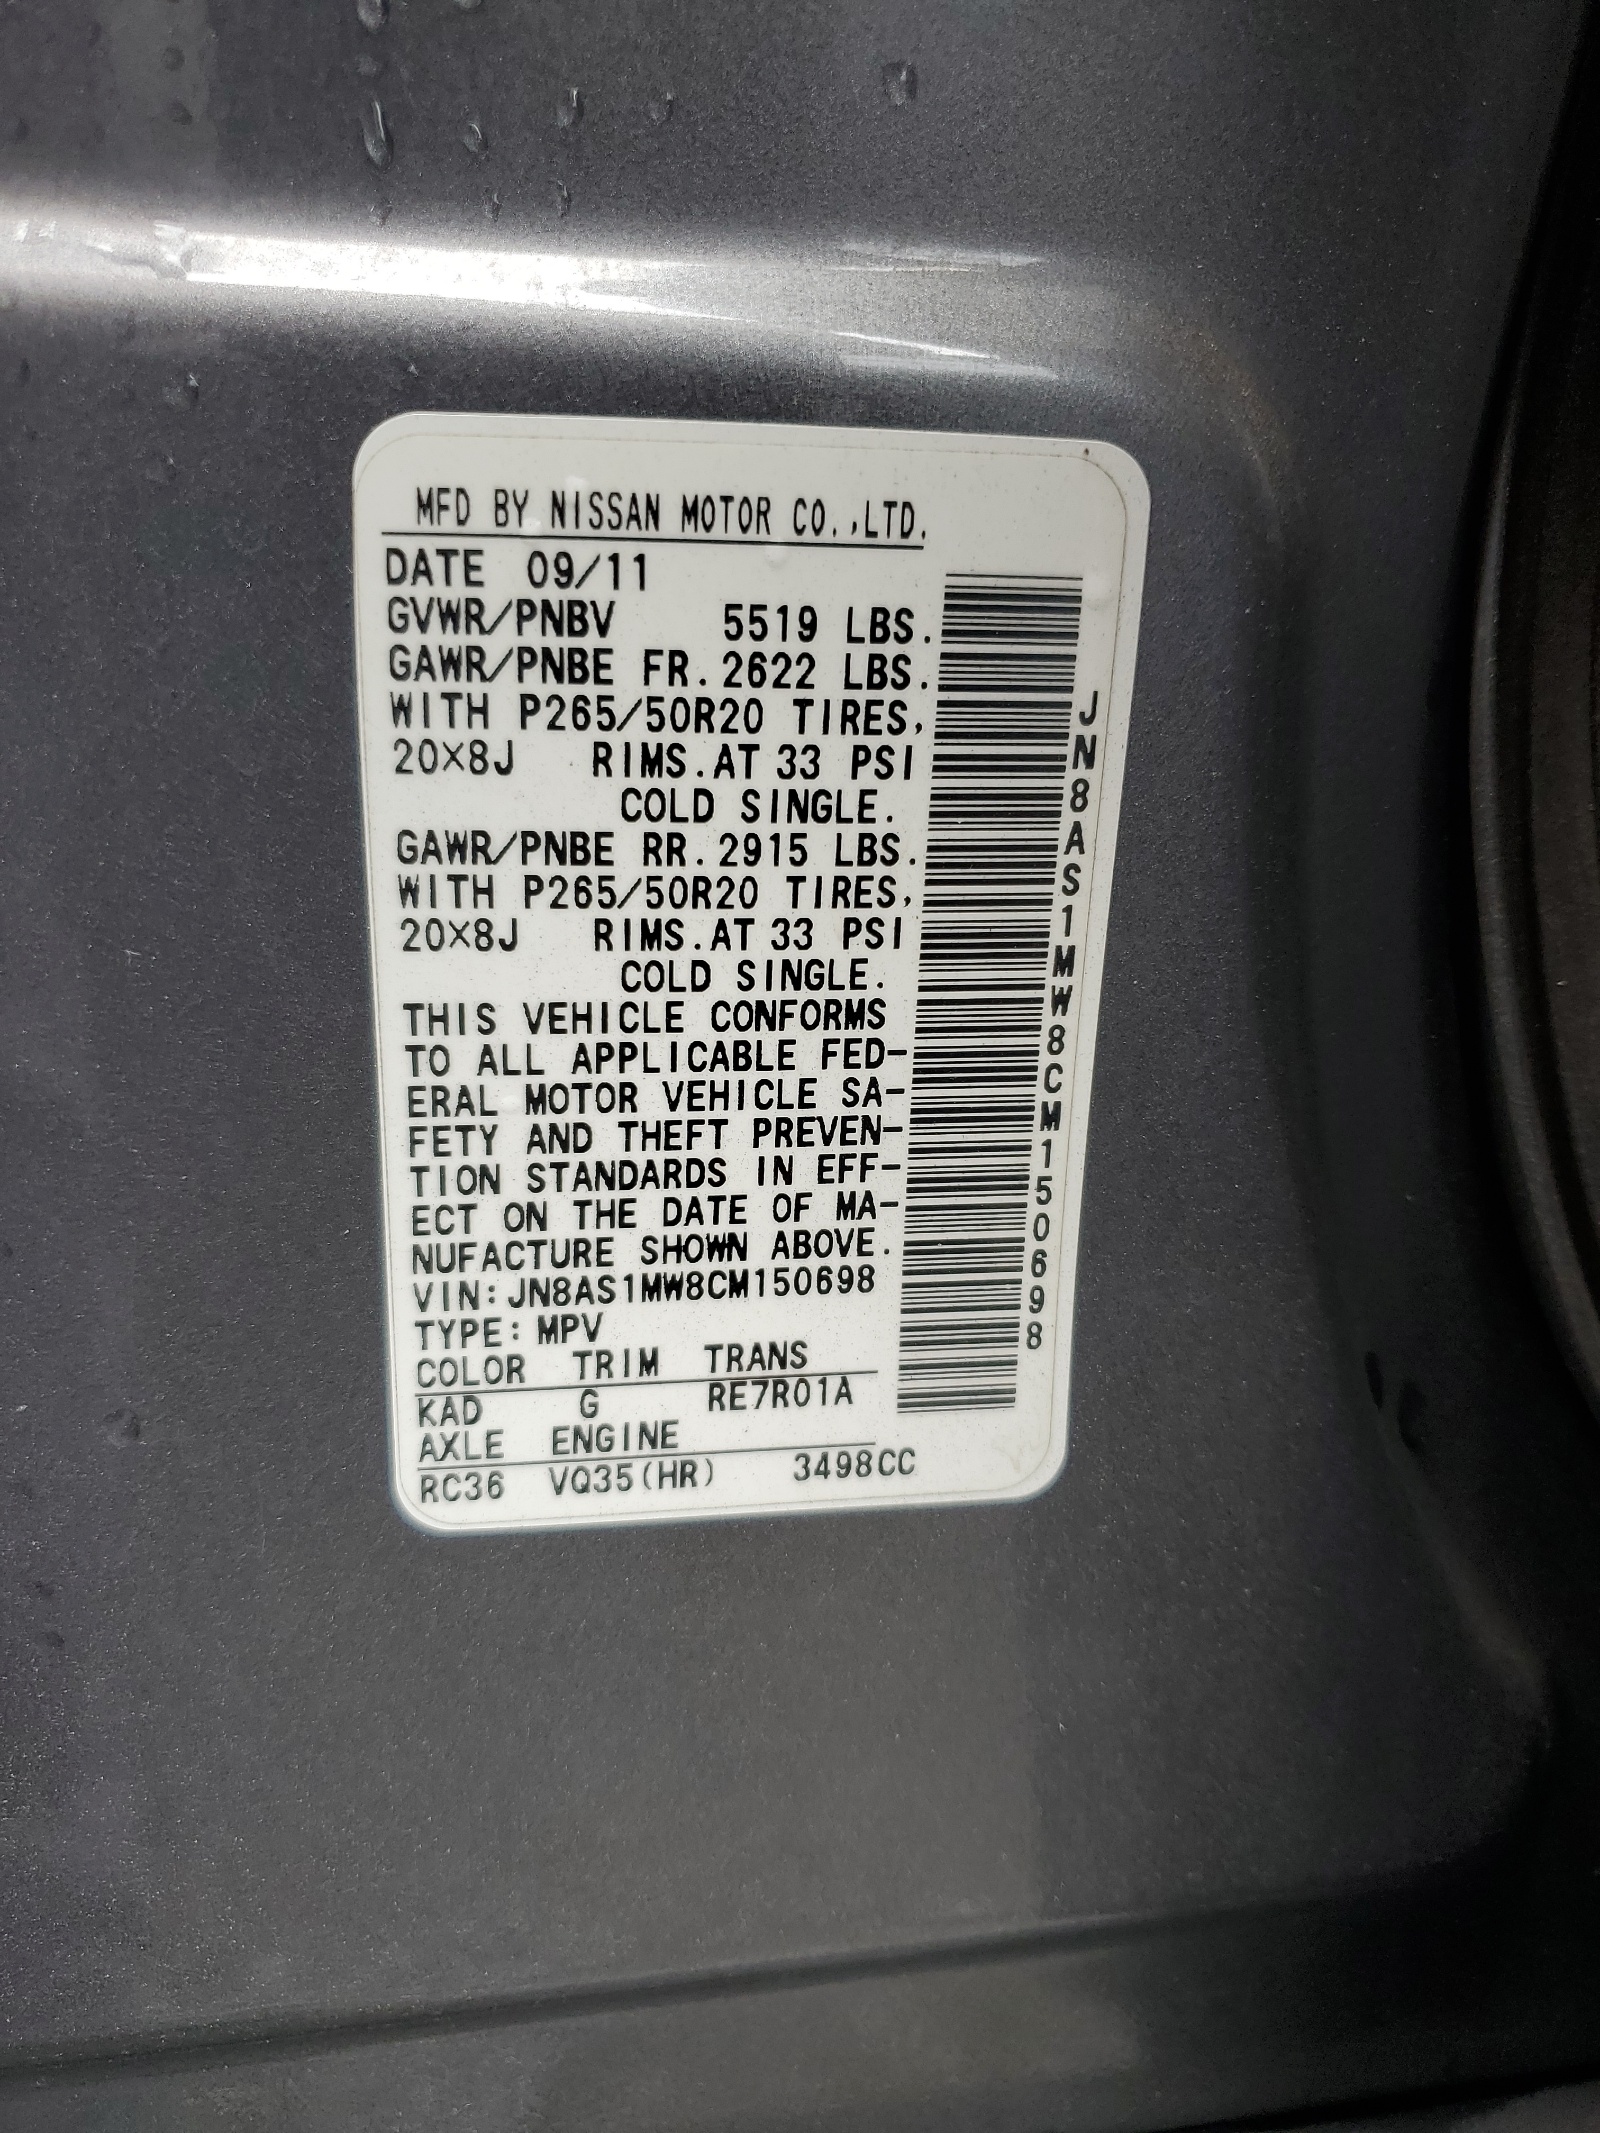 MFD BY NISSAN MOTOR CO.,LTD.
DATE 09/11
GVWR/PNBV 5519 LBS.
GAWR/PNBE FR. 2622 LBS.
WITH P265/50R20 TIRES,
20X8J RIMS.AT 33 PSI
COLD SINGLE.
GAWR/PNBE RR. 2915 LBS.
WITH P265/50R20 TIRES,
20X8J RIMS.AT 33 PSI
COLD SINGLE.
THIS VEHICLE CONFORMS
TO ALL APPLICABLE FED-
ERAL MOTOR VEHICLE SA-
FETY AND THEFT PREVEN-
TION STANDARDS IN EFF-
ECT ON THE DATE OF MA-
NUFACTURE SHOWN ABOVE.
VIN: JN8AS1MW8CM150698
TYPE: MPV
COLOR TRIM TRANS
KAD G RE7R01A
AXLE ENGINE
RC36 VQ35(HR) 3498CC
JN8AS1MW8CM150698